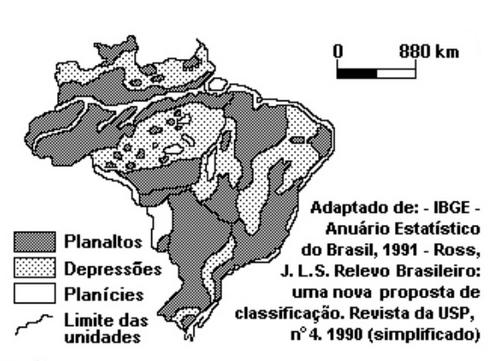 0 880 km
Adaptado de: - IBGE -
Anuário Estatístico
do Brasil, 1991 - Ross,
J. L.S. Relevo Brasileiro:
uma nova proposta de
classificação. Revista da USP,
n° 4. 1990 (simplificado)
Planaltos
Depressões
Planícies
Limite das
unidades